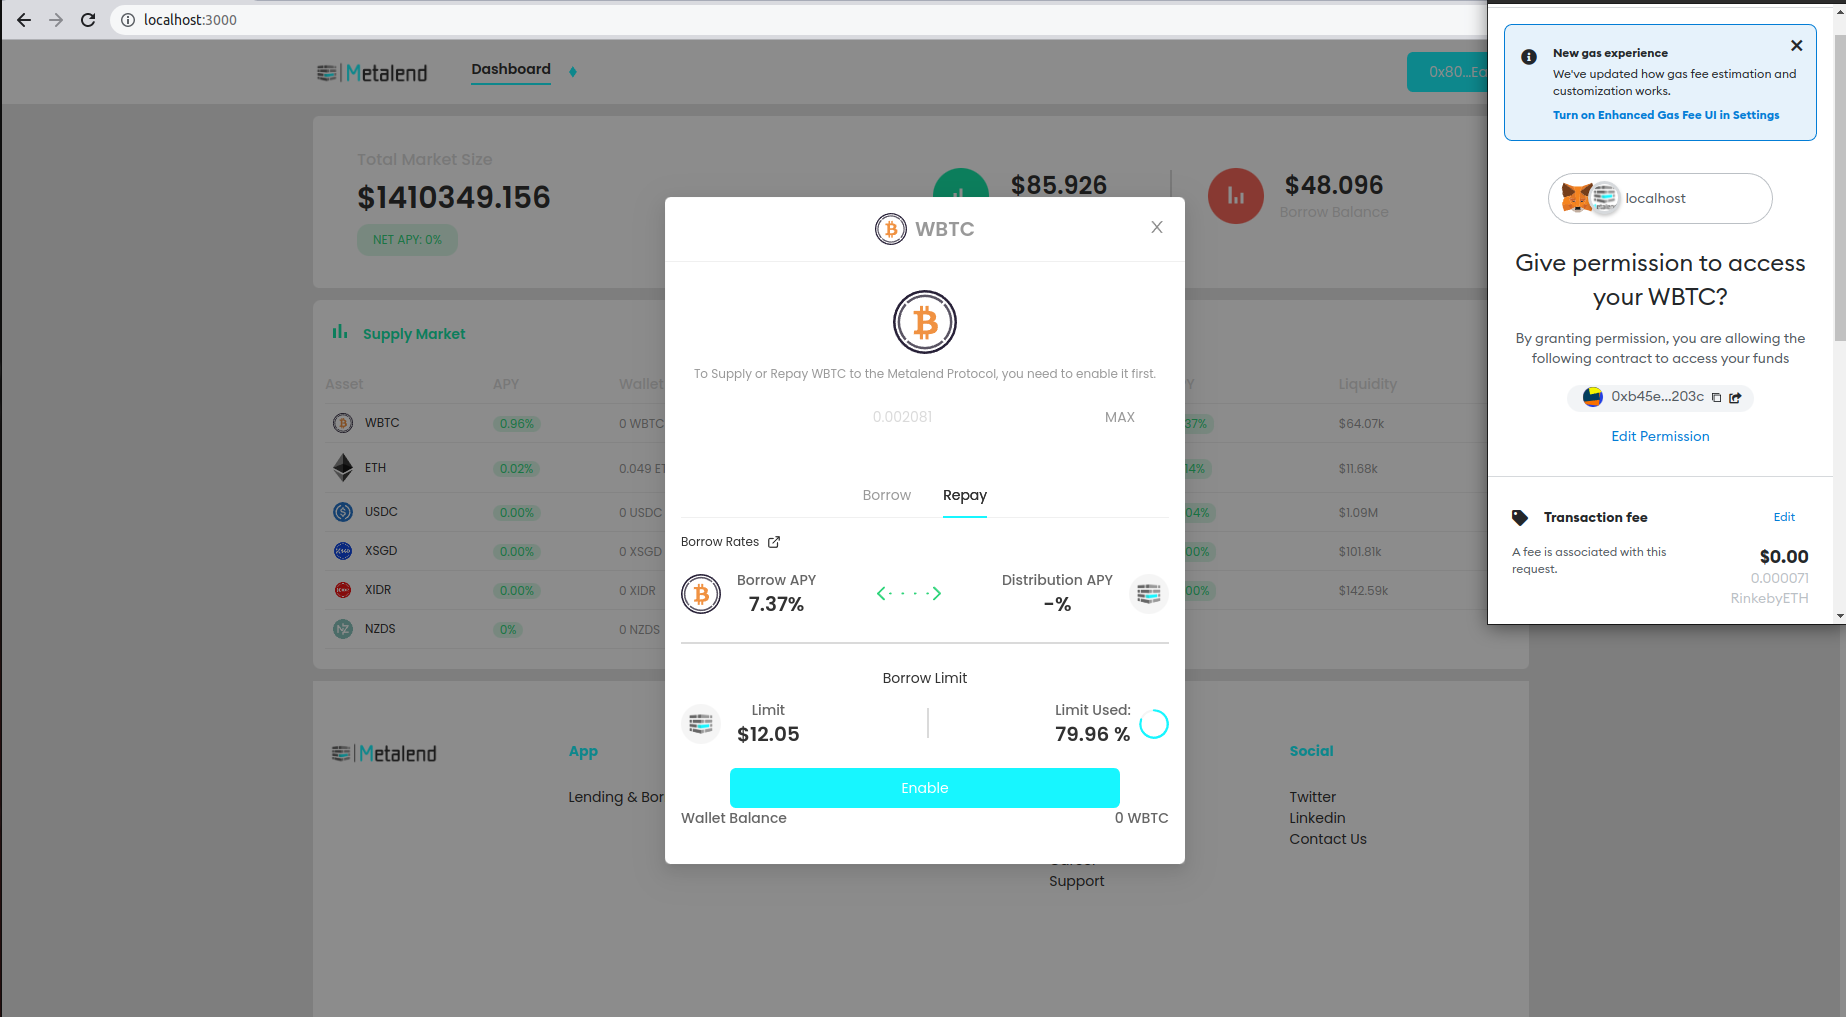 localhost:3000
Metalend
Dashboard
0x80...Ea
Total Market Size
$1410349.156
NET APY: 0%
$85.926
$48.096
Borrow Balance
Supply Market
Asset APY Wallet
WBTC 0.96% 0 WBTC
ETH 0.02% 0.049 ET
USDC 0.00% 0 USDC
XSGD 0.00% 0 XSGD
XIDR 0.00% 0 XIDR
NZDS 0% 0 NZDS
Y Liquidity
37% $64.07k
14% $11.68k
04% $1.09M
00% $101.81k
00% $142.59k
WBTC
To Supply or Repay WBTC to the Metalend Protocol, you need to enable it first.
0.002081 MAX
Borrow Repay
Borrow Rates
Borrow APY
7.37%
Distribution APY
-%
Borrow Limit
Limit
$12.05
Limit Used:
79.96 %
Enable
Wallet Balance 0 WBTC
Metalend
App
Lending & Bor
Support
Social
Twitter
Linkedin
Contact Us
New gas experience
We've updated how gas fee estimation and
customization works.
Turn on Enhanced Gas Fee UI in Settings
localhost
Give permission to access
your WBTC?
By granting permission, you are allowing the
following contract to access your funds
0xb45e...203c
Edit Permission
Transaction fee Edit
A fee is associated with this
request.
$0.00
0.000071
RinkebyETH